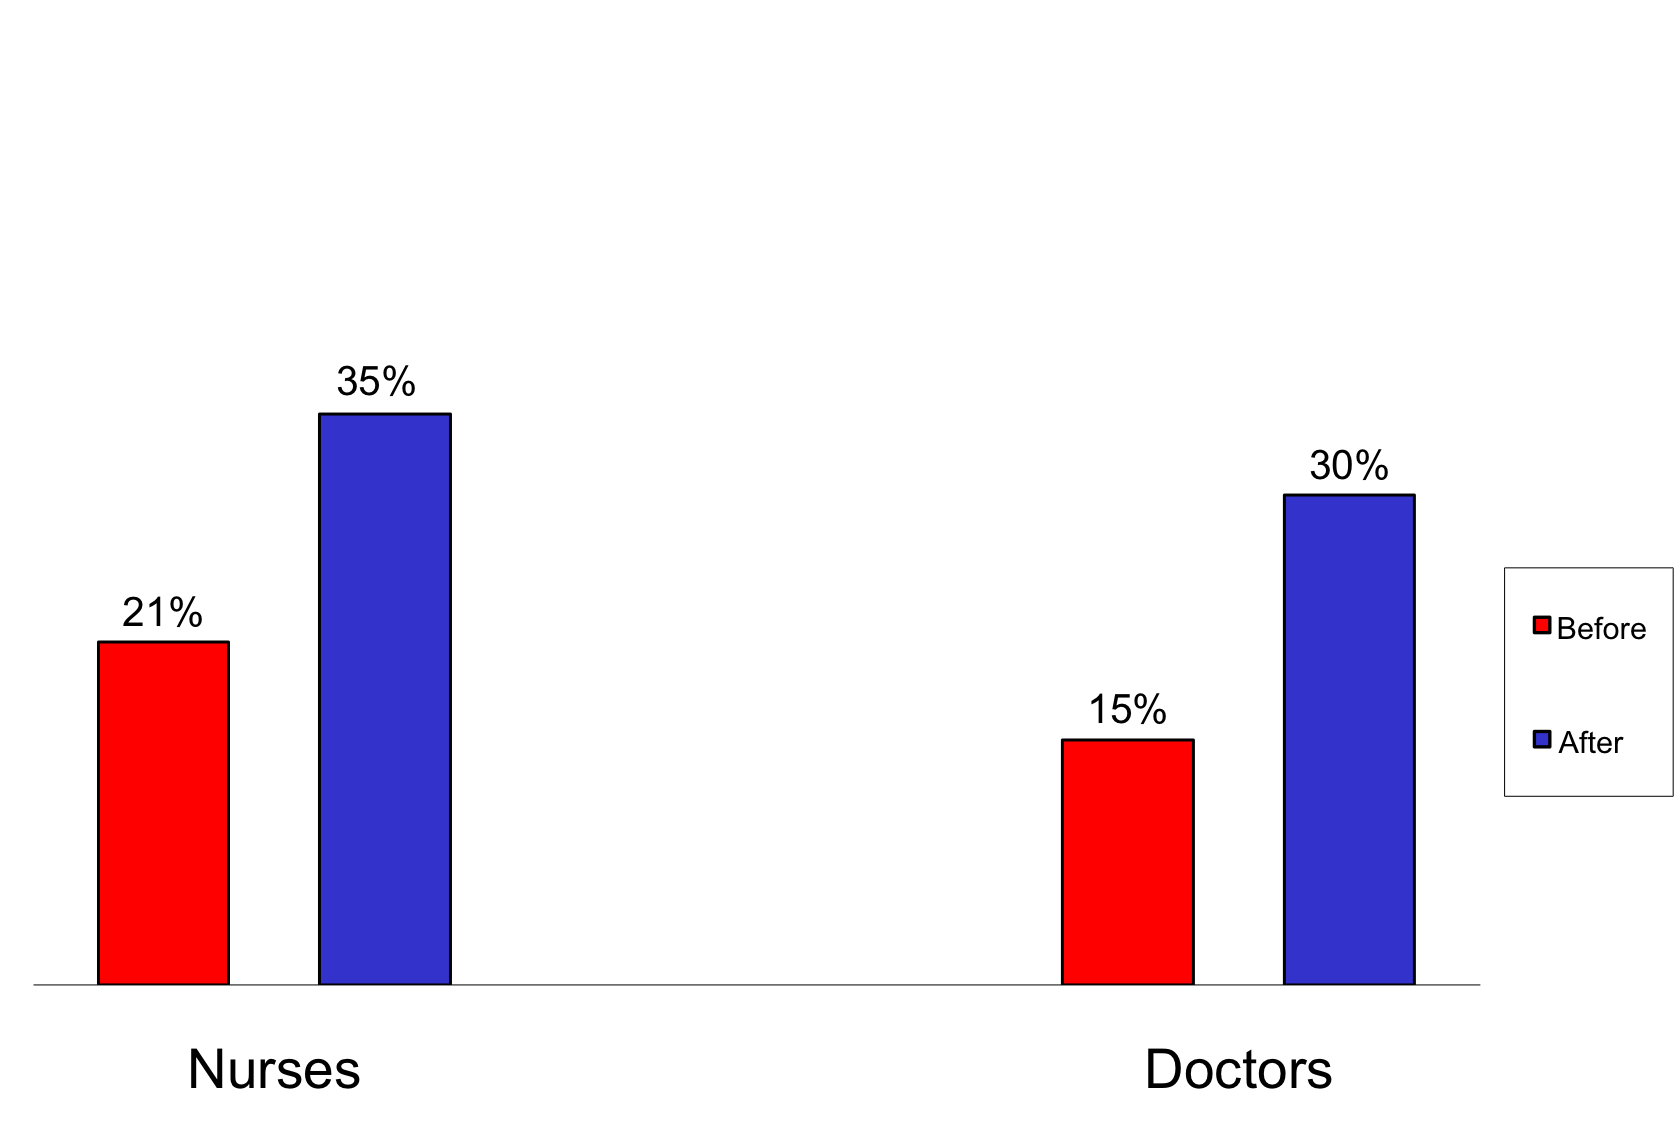 35%
30%
21%
15%
Before
After
Nurses
Doctors